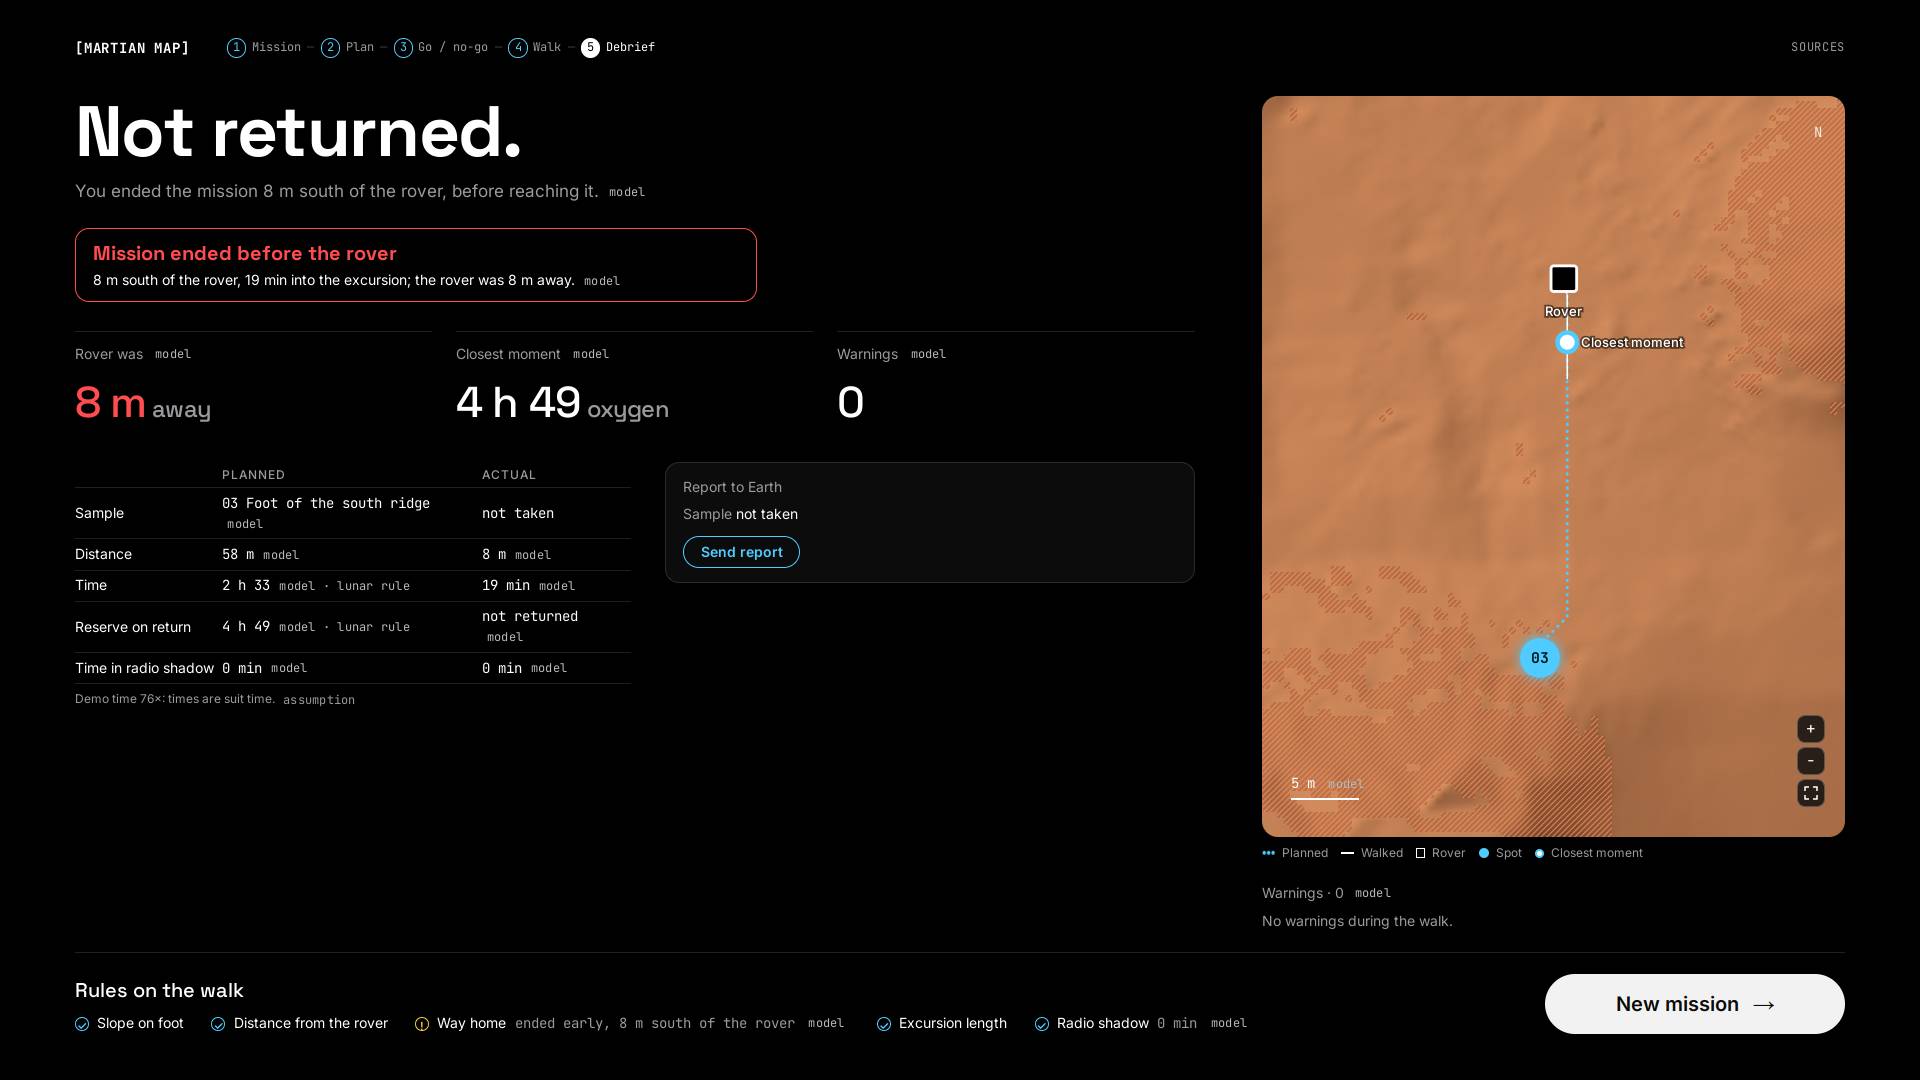 [MARTIAN MAP] 1 Mission — 2 Plan — 3 Go / no-go — 4 Walk — 5 Debrief SOURCES
Not returned.
You ended the mission 8 m south of the rover, before reaching it. model
Mission ended before the rover
8 m south of the rover, 19 min into the excursion; the rover was 8 m away. model
Rover was model
8 m away
Closest moment model
4 h 49 oxygen
Warnings model
0
PLANNED ACTUAL
Sample 03 Foot of the south ridge model not taken
Distance 58 m model 8 m model
Time 2 h 33 model · lunar rule 19 min model
Reserve on return 4 h 49 model · lunar rule not returned model
Time in radio shadow 0 min model 0 min model
Demo time 76×: times are suit time. assumption
Report to Earth
Sample not taken
Send report
N
Rover
Closest moment
03
5 m model
+
-
Planned Walked Rover Spot Closest moment
Warnings · 0 model
No warnings during the walk.
Rules on the walk
Slope on foot Distance from the rover Way home ended early, 8 m south of the rover model Excursion length Radio shadow 0 min model
New mission →